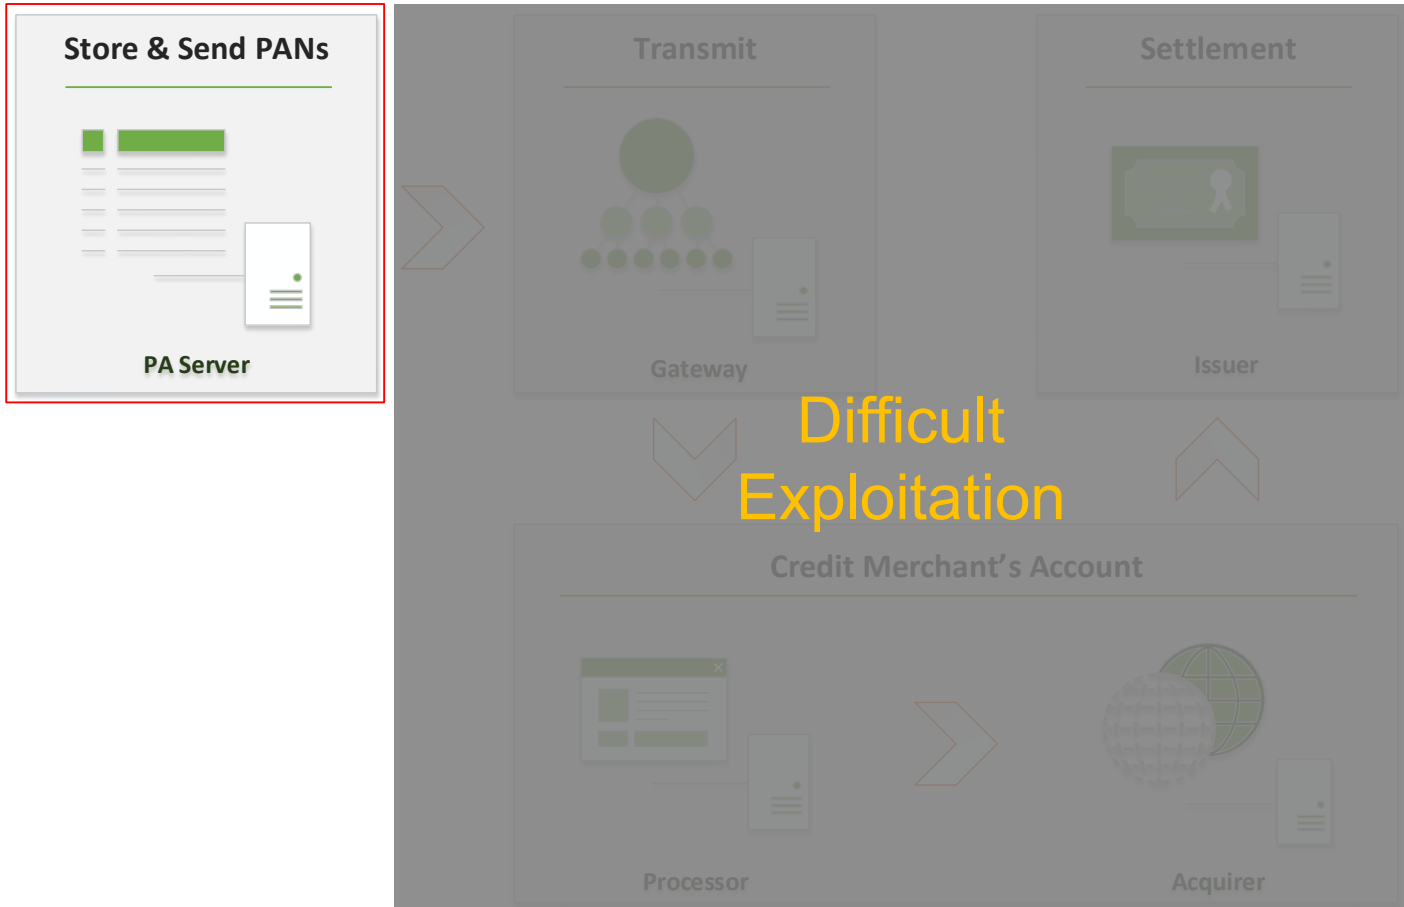 Store & Send PANs
PA Server
Transmit
Gateway
Settlement
Issuer
Difficult
Exploitation
Credit Merchant’s Account
Processor
Acquirer